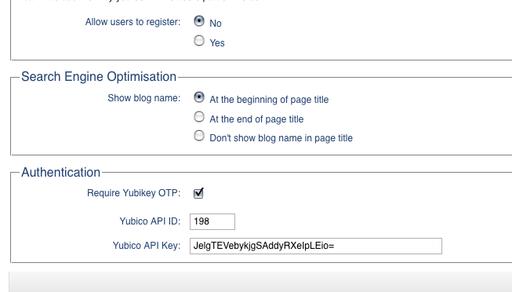 Allow users to register:
No
Yes
Search Engine Optimisation
Show blog name:
At the beginning of page title
At the end of page title
Don't show blog name in page title
Authentication
Require Yubikey OTP:
Yubico API ID: 198
Yubico API Key: JelgTEVebykjgSAddyRXeIpLEio=